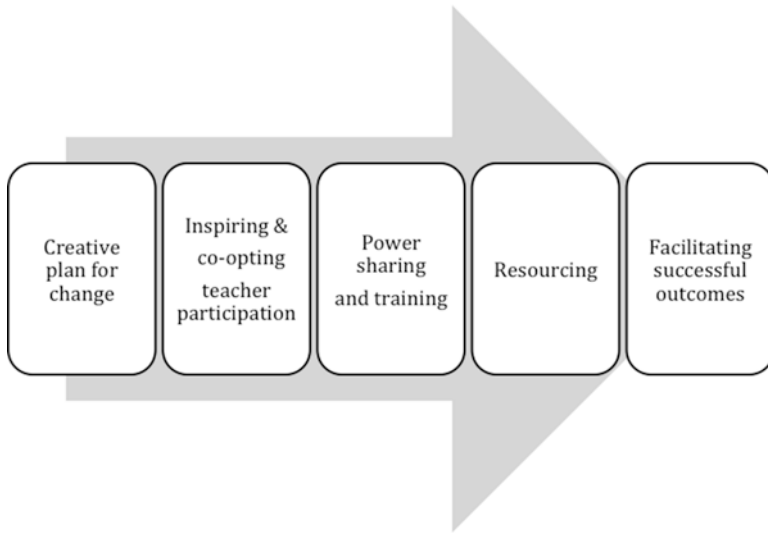 Creative
plan for
change
Inspiring &
co-opting
teacher
participation
Power
sharing
and training
Resourcing
Facilitating
successful
outcomes